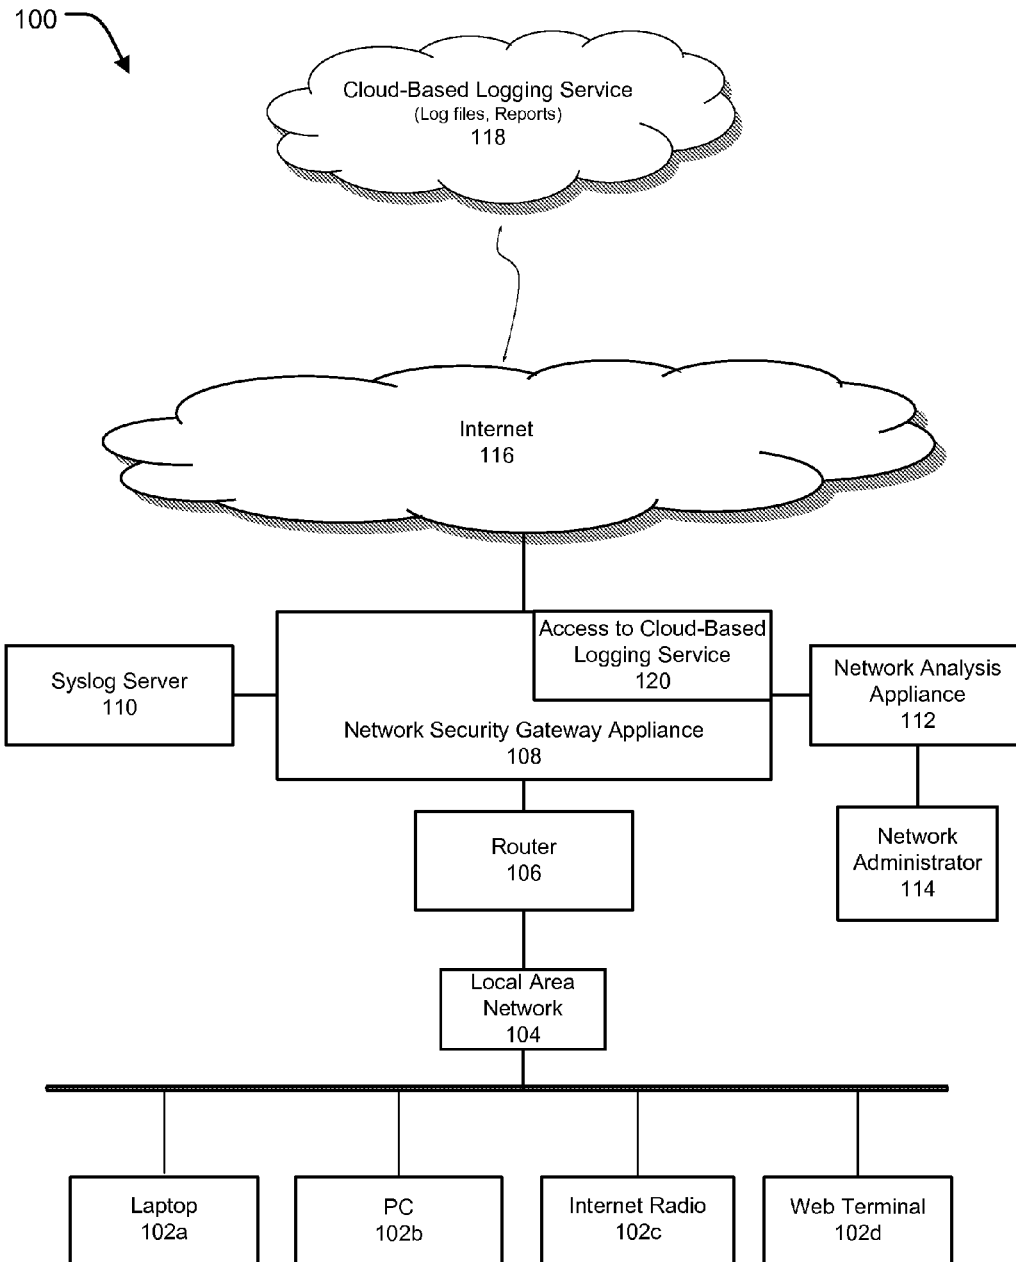 100
Cloud-Based Logging Service
(Log files, Reports)
118
Internet
116
Access to Cloud-Based
Logging Service
120
Syslog Server
110
Network Security Gateway Appliance
108
Network Analysis
Appliance
112
Router
106
Network
Administrator
114
Local Area
Network
104
Laptop
102a
PC
102b
Internet Radio
102c
Web Terminal
102d